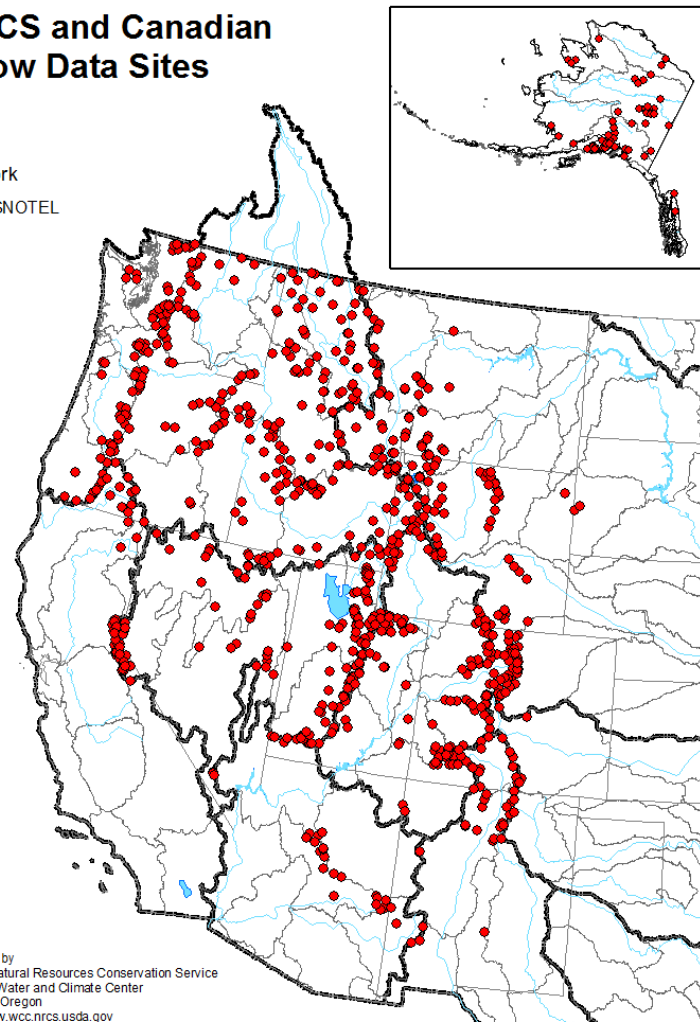 CS and Canadian
ow Data Sites
rk
SNOTEL
by
atural Resources Conservation Service
Water and Climate Center
Oregon
w.wcc.nrcs.usda.gov